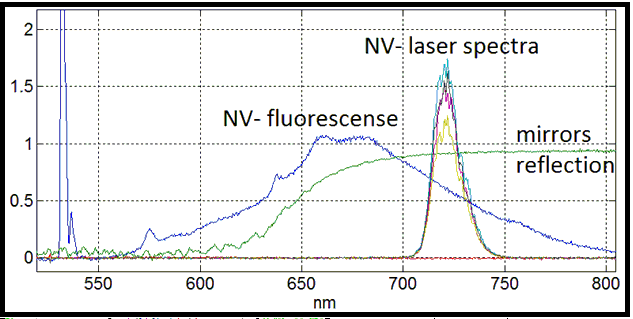 NV- laser spectra
NV- fluorescense
mirrors
reflection
2
1.5
1
0.5
0
550
600
650
700
750
800
nm